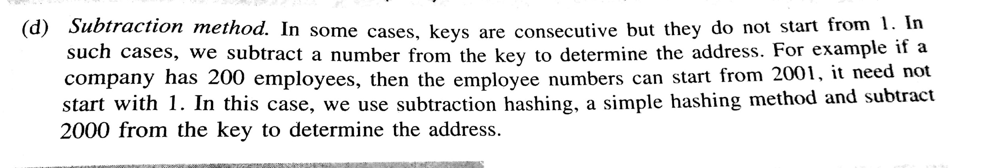 (d) Subtraction method. In some cases, keys are consecutive but they do not start from 1. In
such cases, we subtract a number from the key to determine the address. For example if a
company has 200 employees, then the employee numbers can start from 2001, it need not
start with 1. In this case, we use subtraction hashing, a simple hashing method and subtract
2000 from the key to determine the address.